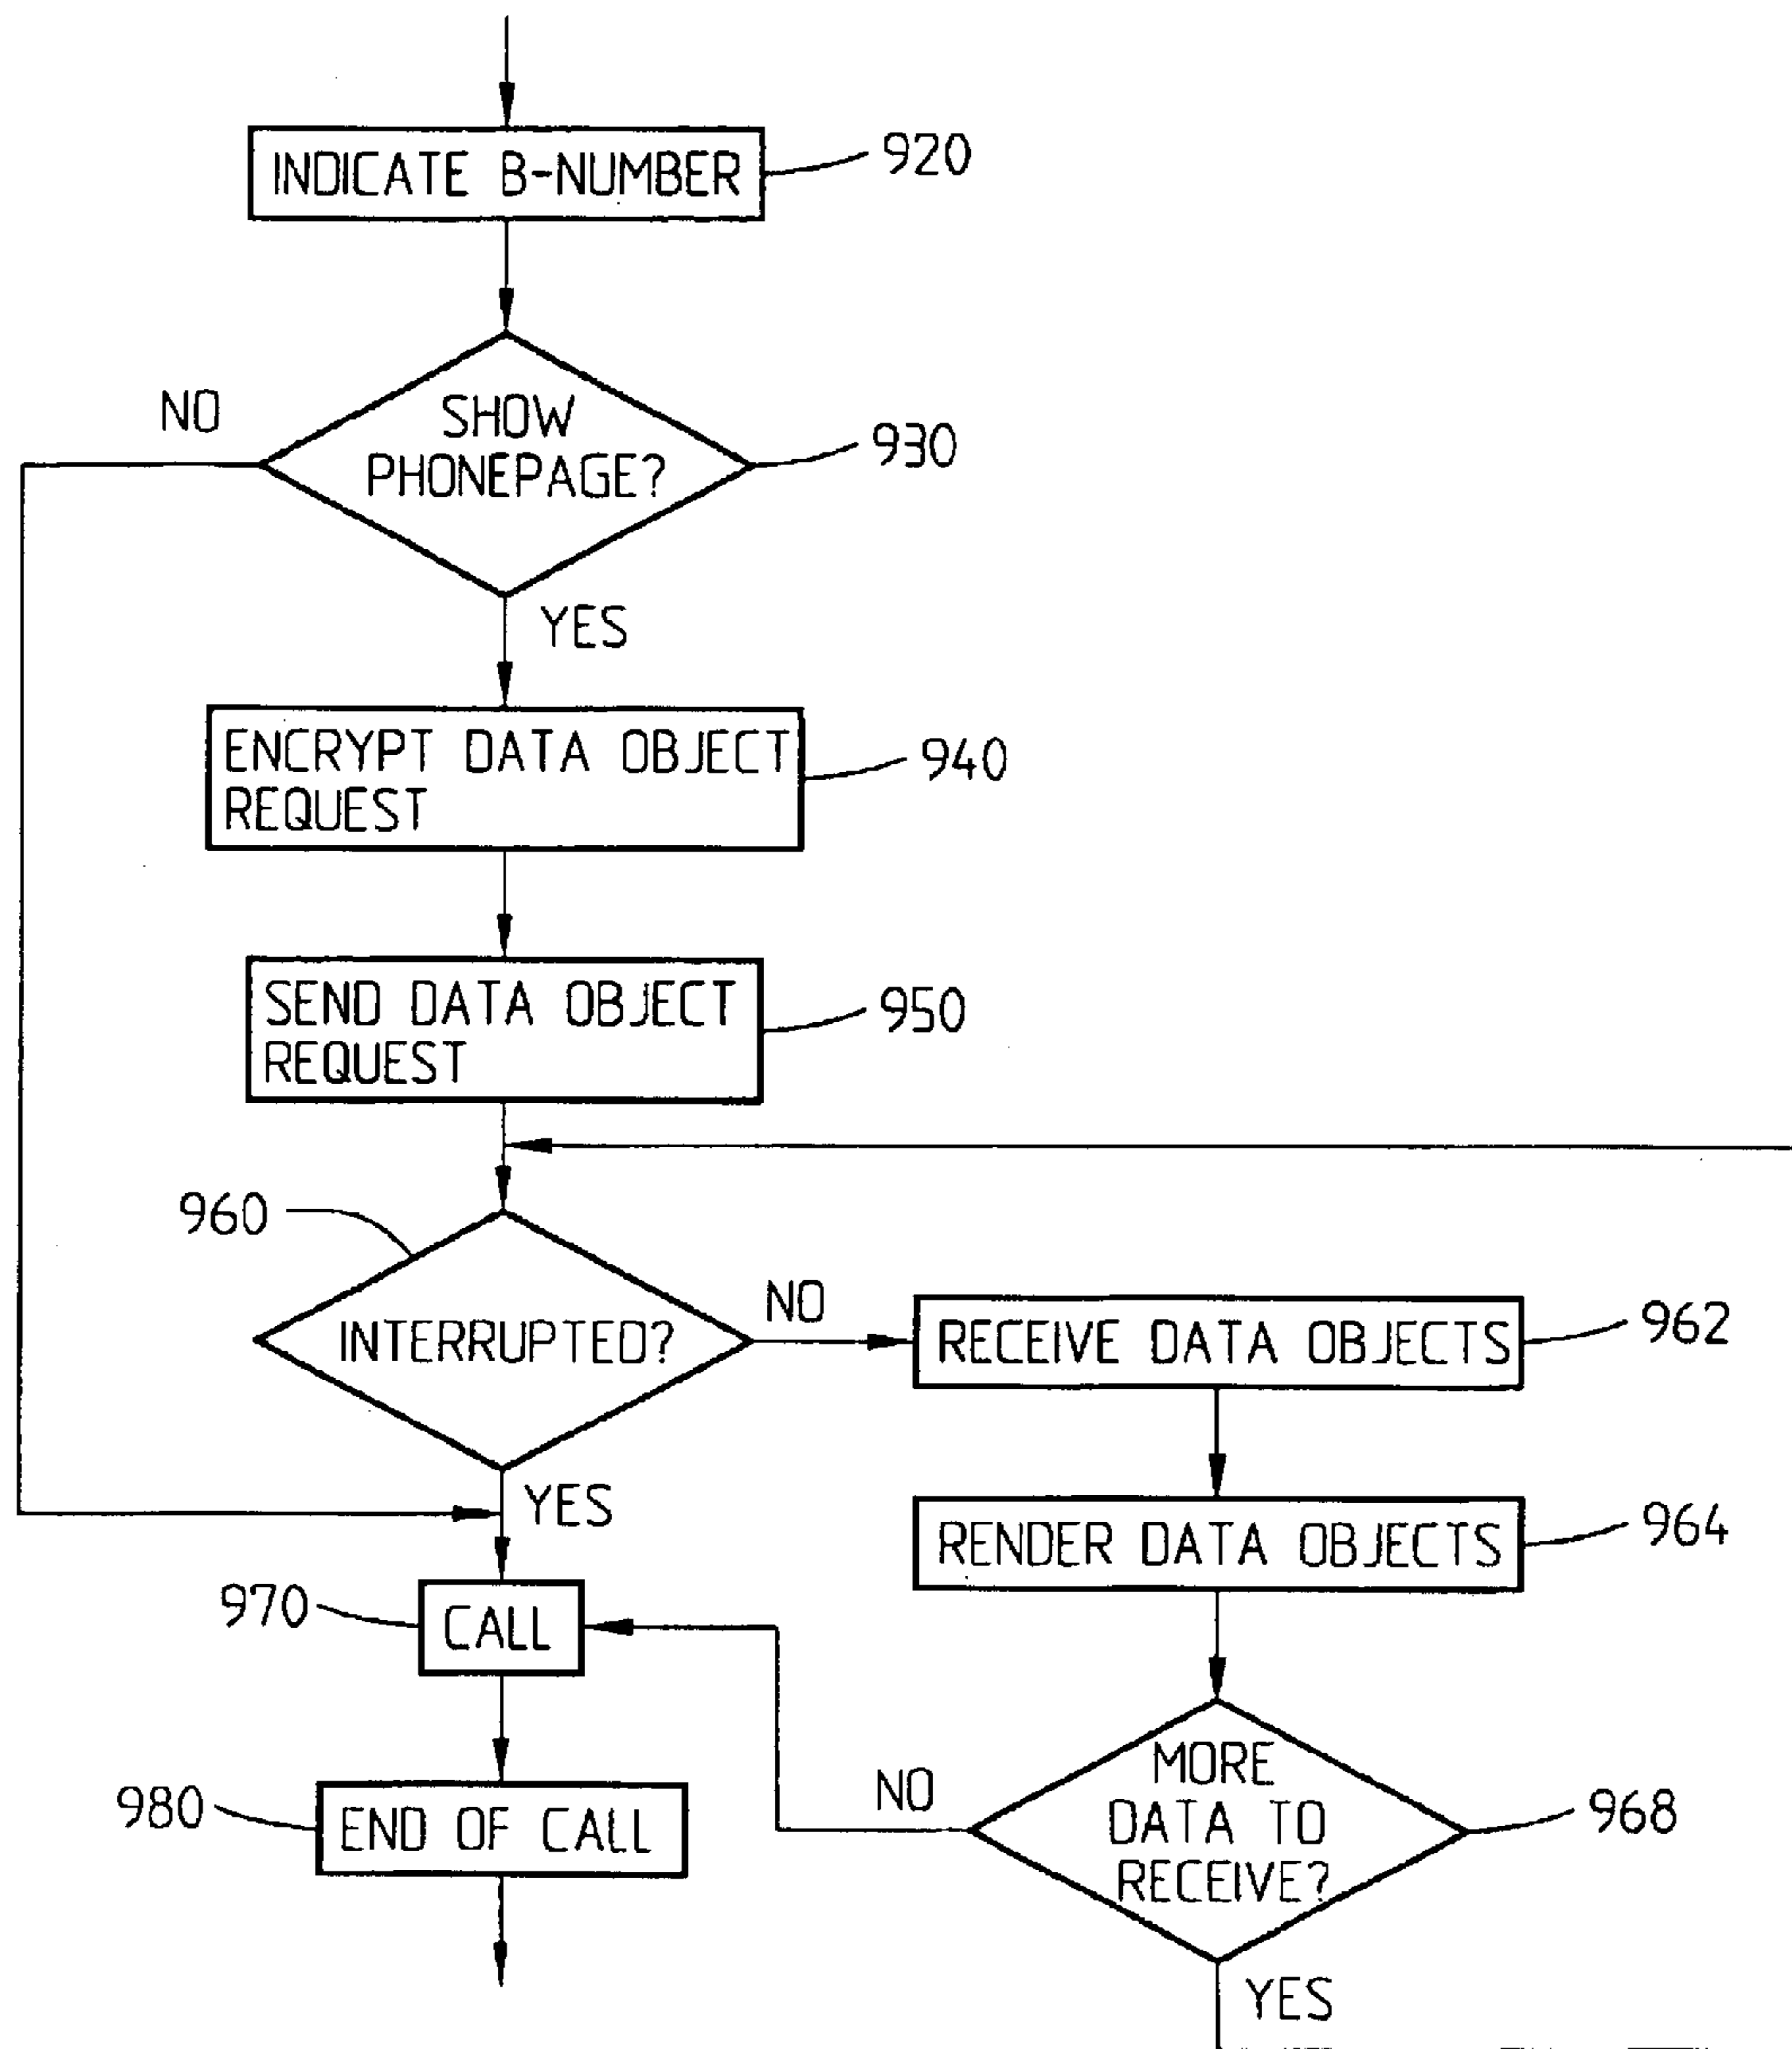 INDICATE B-NUMBER
920
NO
SHOW
PHONEPAGE?
930
YES
ENCRYPT DATA OBJECT
REQUEST
940
SEND DATA OBJECT
REQUEST
950
960
INTERRUPTED?
NO
RECEIVE DATA OBJECTS
962
YES
RENDER DATA OBJECTS
964
970
CALL
980
END OF CALL
NO
MORE
DATA TO
RECEIVE?
968
YES